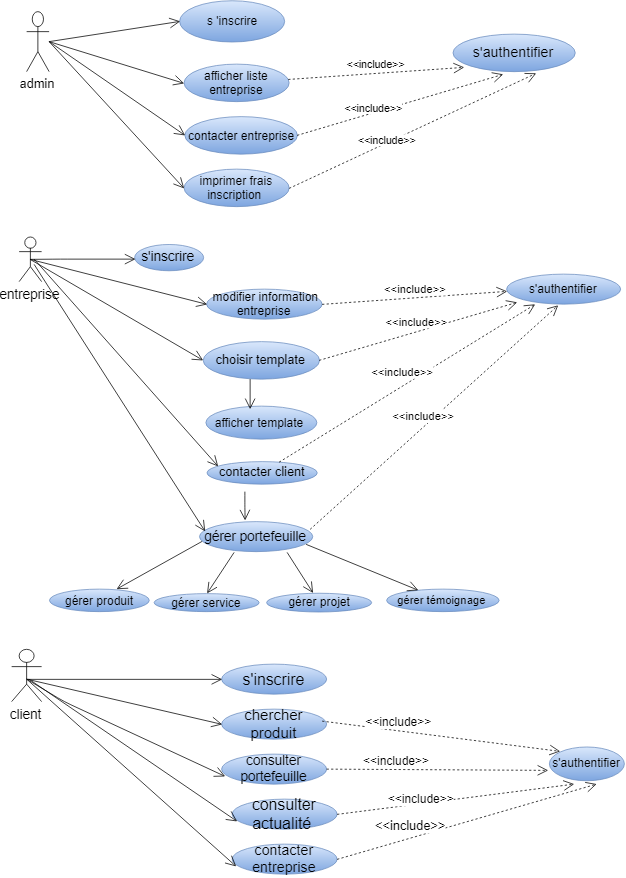 s 'inscrire
<<include>>
s'authentifier
admin
afficher liste
entreprise
<<include>>
contacter entreprise
<<include>>
imprimer frais
inscription
s'inscrire
entreprise
modifier information
entreprise
<<include>>
s'authentifier
<<include>>
choisir template
<<include>>
afficher template
<<include>>
contacter client
gérer portefeuille
gérer produit
gérer service
gérer projet
gérer témoignage
client
s'inscrire
chercher
produit
<<include>>
consulter
portefeuille
<<include>>
s'authentifier
consulter
actualité
<<include>>
<<include>>
contacter
entreprise